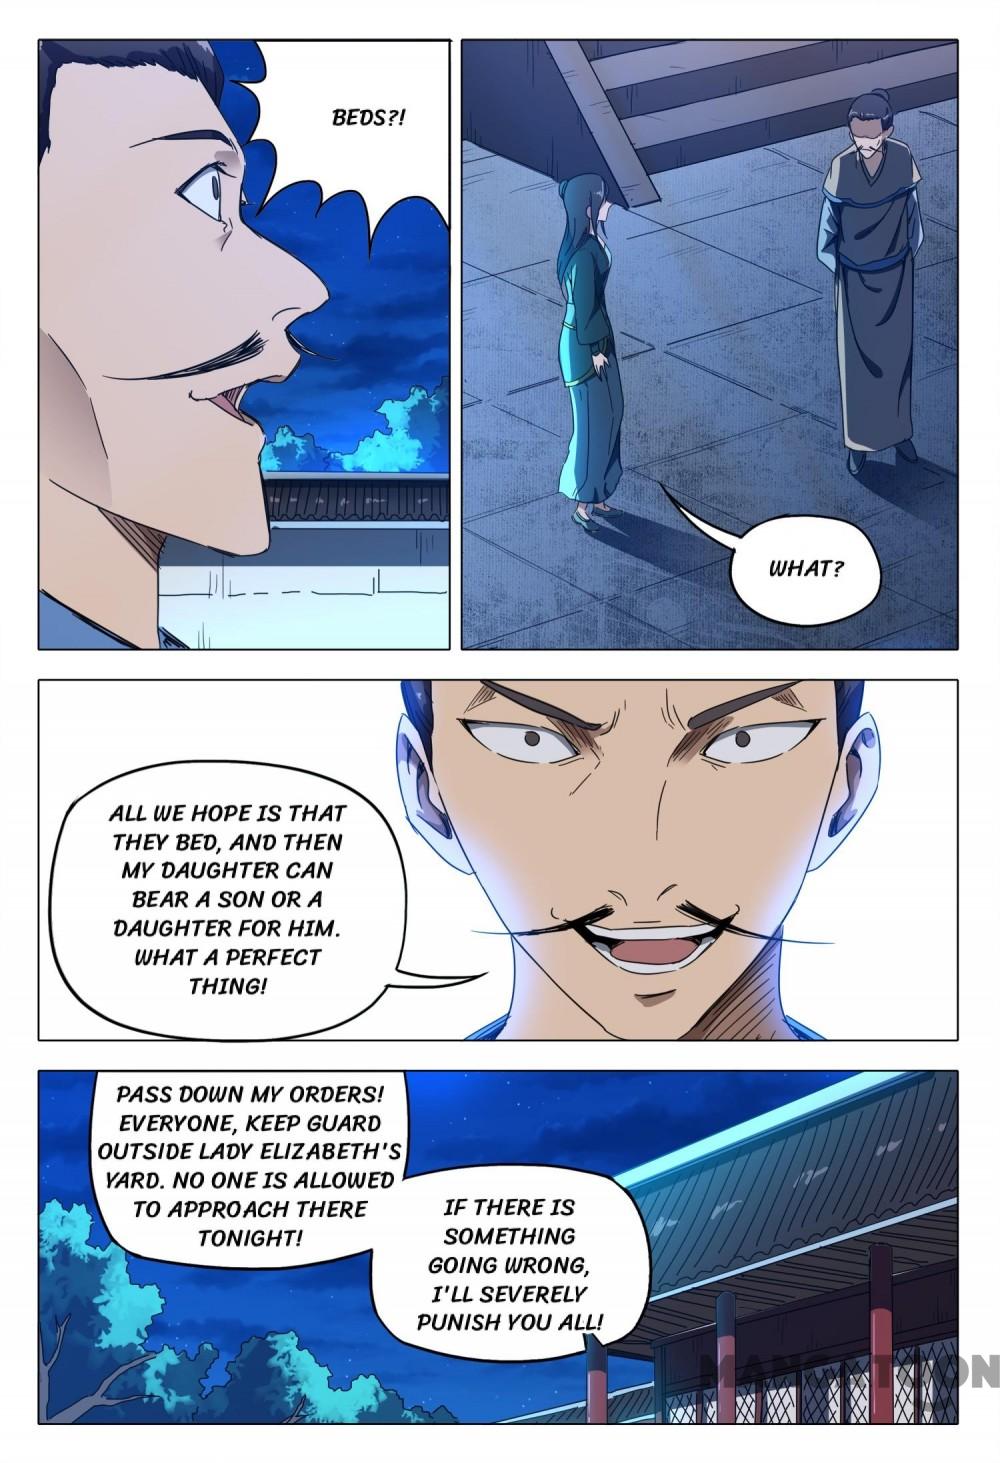 BEDS?!
WHAT?
ALL WE HOPE IS THAT
THEY BED, AND THEN
MY DAUGHTER CAN
BEAR A SON OR A
DAUGHTER FOR HIM.
WHAT A PERFECT
THING!
PASS DOWN MY ORDERS!
EVERYONE, KEEP GUARD
OUTSIDE LADY ELIZABETH'S
YARD. NO ONE IS ALLOWED
TO APPROACH THERE
TONIGHT!
IF THERE IS
SOMETHING
GOING WRONG,
I'LL SEVERELY
PUNISH YOU ALL!
MANGATOON